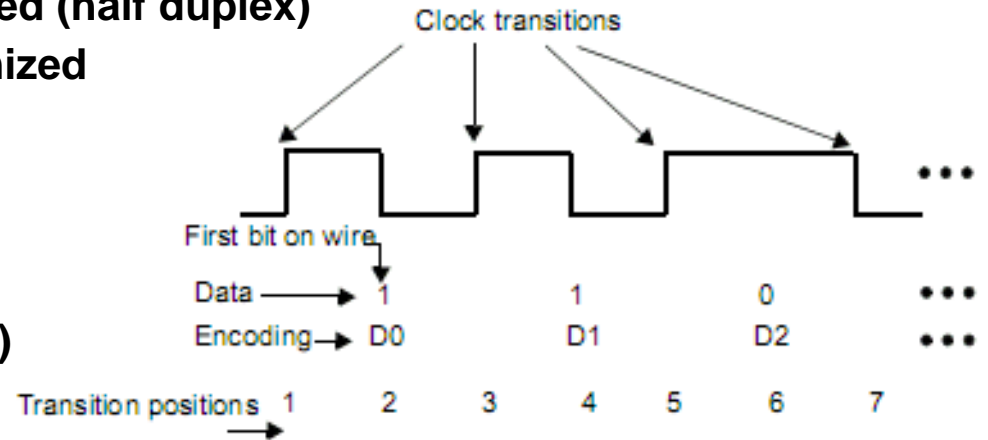 ed (half duplex)
Clock transitions
nized
First bit on wire
Data 1 1 0
)
Encoding D0 D1 D2
Transition positions 1 2 3 4 5 6 7